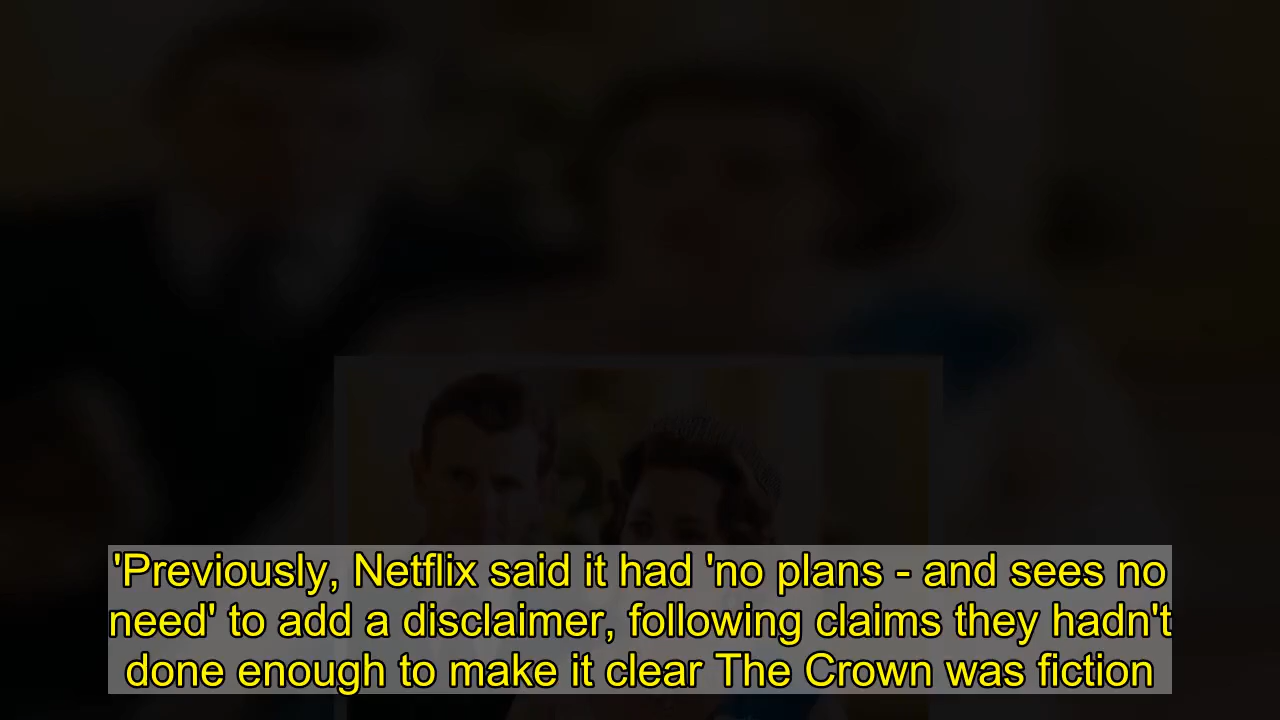 'Previously, Netflix said it had 'no plans - and sees no
need' to add a disclaimer, following claims they hadn't
done enough to make it clear The Crown was fiction